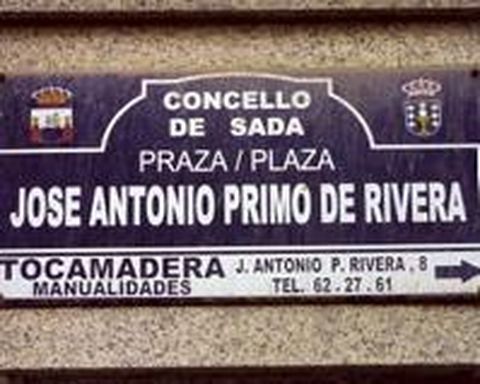 CONCELLO
DE SADA
PRAZA / PLAZA
JOSE ANTONIO PRIMO DE RIVERA
TOCAMADERA J. ANTONIO P. RIVERA . 8
MANUALIDADES TEL. 62 . 27 . 61